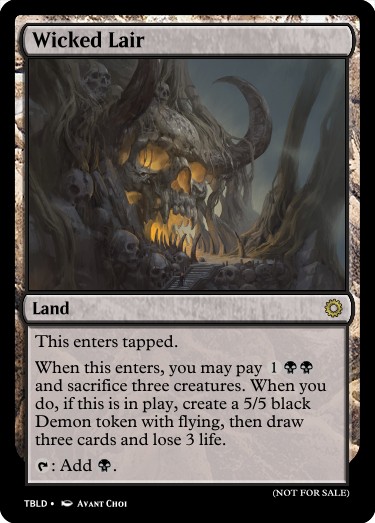 Wicked Lair
Land
This enters tapped.
When this enters, you may pay 1
and sacrifice three creatures. When you
do, if this is in play, create a 5/5 black
Demon token with flying, then draw
three cards and lose 3 life.
: Add .
(NOT FOR SALE)
TBLD • Avant Choi